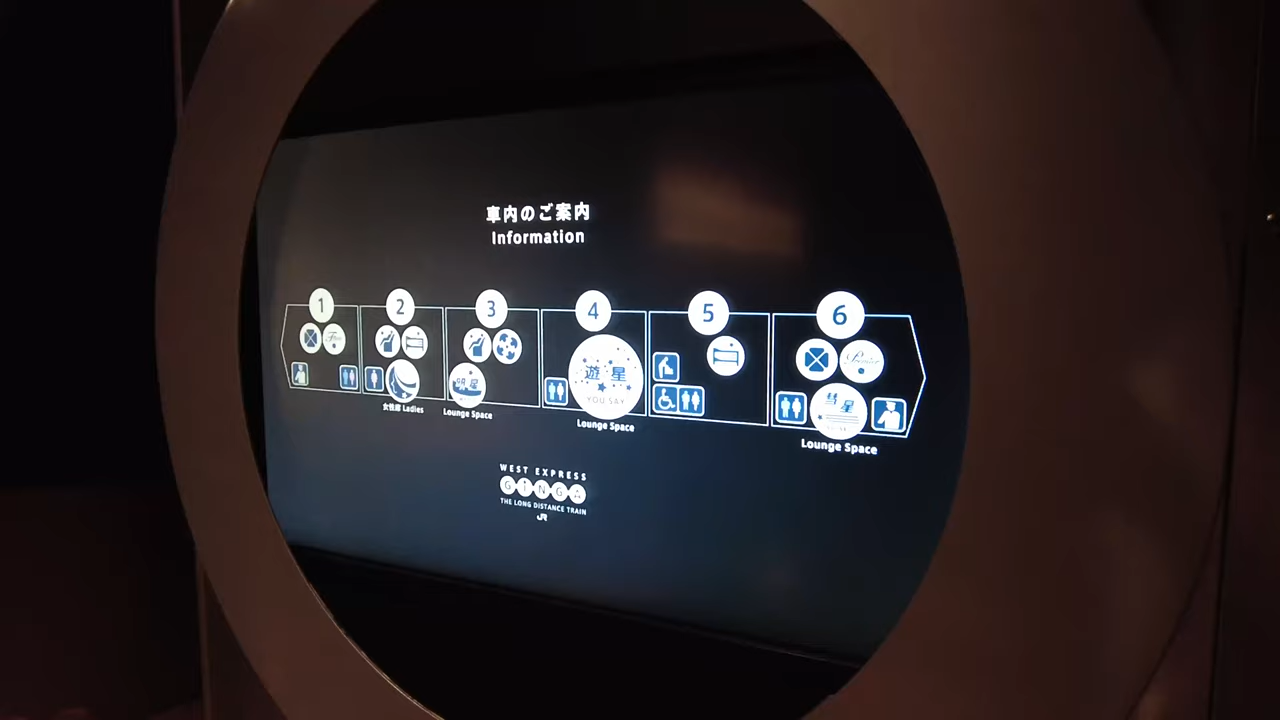 車内のご案内
Information
1
2
3
4
5
6
First
Premier
明星
遊星
YOU SAY
彗星
女性席 Ladies
Lounge Space
Lounge Space
Lounge Space
WEST EXPRESS
GINGA
THE LONG DISTANCE TRAIN
JR